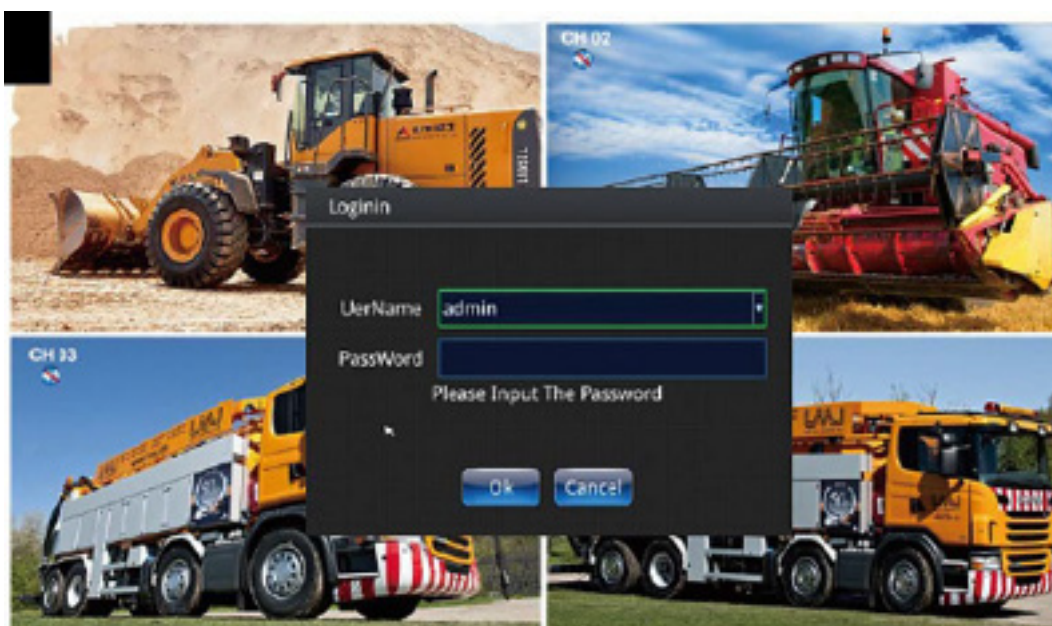 CH 02
Loginin
UerName
admin
PassWord
Please Input The Password
CH 03
Ok
Cancel